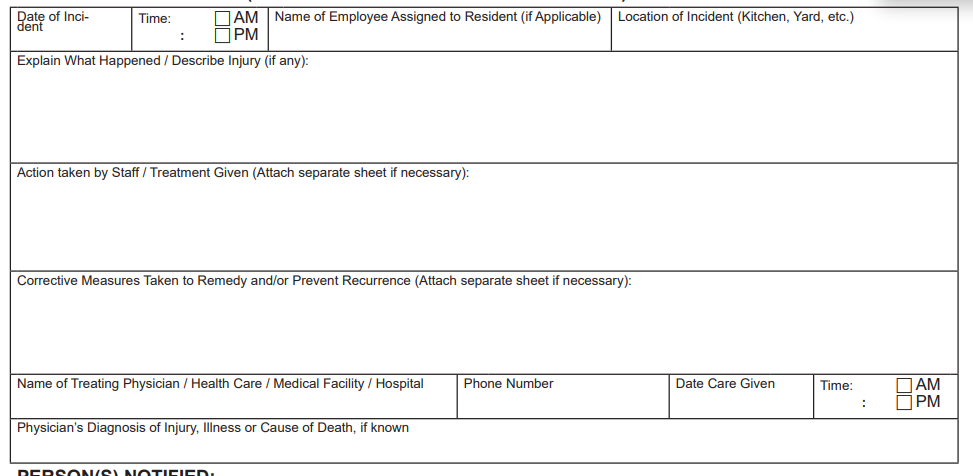 Date of Inci-
dent
Time:
:
AM
PM
Name of Employee Assigned to Resident (if Applicable)
Location of Incident (Kitchen, Yard, etc.)
Explain What Happened / Describe Injury (if any):
Action taken by Staff / Treatment Given (Attach separate sheet if necessary):
Corrective Measures Taken to Remedy and/or Prevent Recurrence (Attach separate sheet if necessary):
Name of Treating Physician / Health Care / Medical Facility / Hospital
Phone Number
Date Care Given
Time:
:
AM
PM
Physician's Diagnosis of Injury, Illness or Cause of Death, if known
PERSON(S) NOTIFIED: